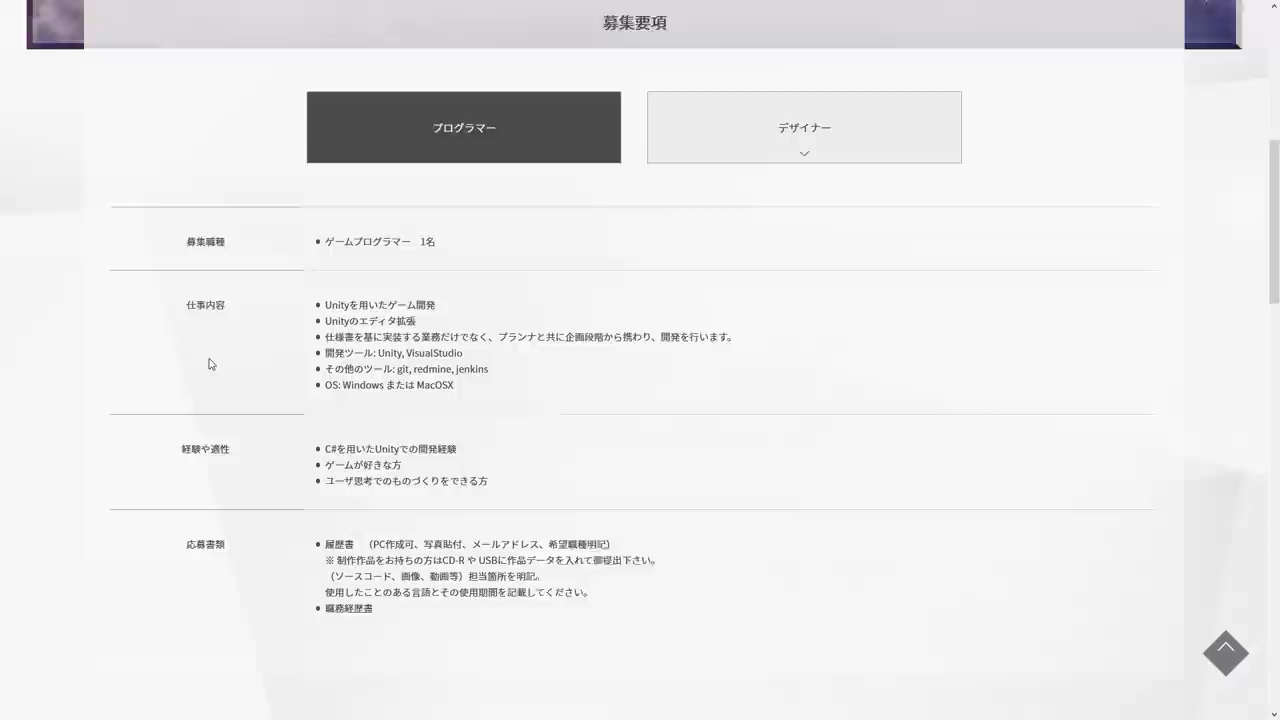 募集要項
プログラマー
デザイナー
募集職種
ゲームプログラマー　1名
仕事内容
Unityを用いたゲーム開発
Unityのエディタ拡張
仕様書を基に実装する業務だけでなく、プランナと共に企画段階から携わり、開発を行います。
開発ツール: Unity, VisualStudio
その他のツール: git, redmine, jenkins
OS: Windows または MacOSX
経験や適性
C#を用いたUnityでの開発経験
ゲームが好きな方
ユーザ思考でのものづくりをできる方
応募書類
履歴書　（PC作成可、写真貼付、メールアドレス、希望職種明記）
※ 制作作品をお持ちの方はCD-R や USBに作品データを入れて御提出下さい。
（ソースコード、画像、動画等）担当箇所を明記。
使用したことのある言語とその使用期間を記載してください。
職務経歴書